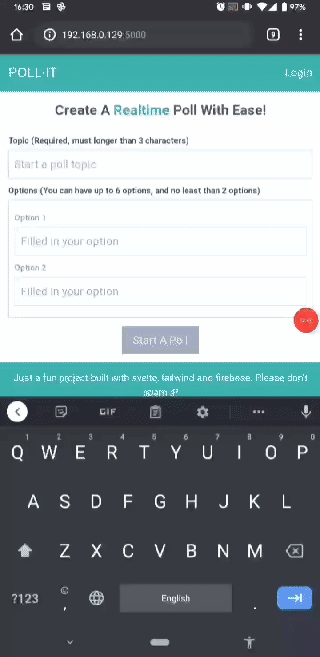 16:30 97%
192.168.0.129:5000 9
POLL·IT Login
Create A Realtime Poll With Ease!
Topic (Required, must longer than 3 characters)
Start a poll topic
Options (You can have up to 6 options, and no less than 2 options)
Option 1
Filled in your option
Option 2
Filled in your option
Start A Poll
Just a fun project built with svelte, tailwind and firebase. Please don't
spam it!
GIF
1 2 3 4 5 6 7 8 9 0
Q W E R T Y U I O P
A S D F G H J K L
Z X C V B N M
?123 , English .